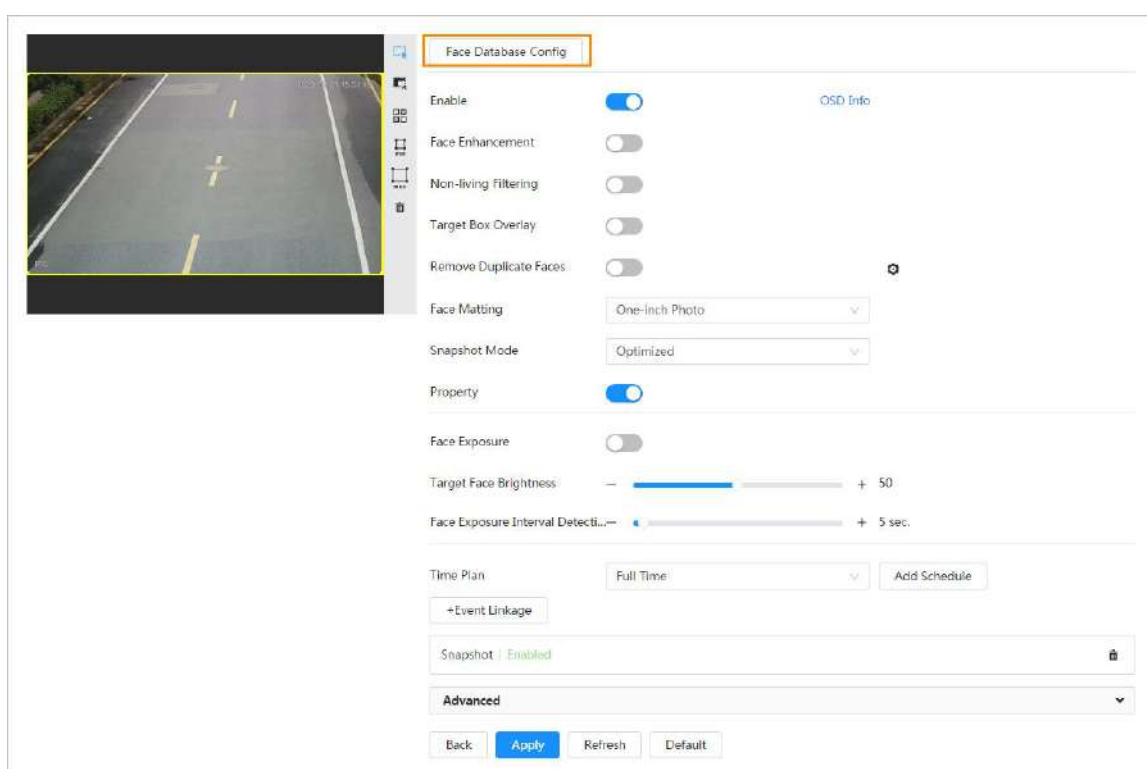 Face Database Config
Enable
OSD Info
Face Enhancement
Non-living Filtering
Target Box Overlay
Remove Duplicate Faces
Face Matting
One-inch Photo
Snapshot Mode
Optimized
Property
Face Exposure
Target Face Brightness
50
Face Exposure Interval Detecti...
5 sec.
Time Plan
Full Time
Add Schedule
+Event Linkage
Snapshot | Enabled
Advanced
Back
Apply
Refresh
Default